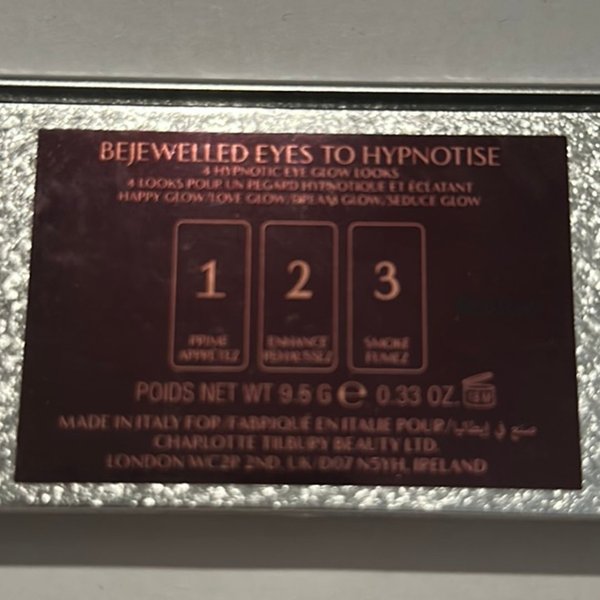 BEJEWELLED EYES TO HYPNOTISE
4 HYPNOTIC EYE GLOW LOOKS
4 LOOKS POUR UN REGARD HYPNOTIQUE ET ÉCLATANT
HAPPY GLOW/LOVE GLOW/DREAM GLOW/SEDUCE GLOW
1 2 3
PRIME ENHANCE SMOKE
APPRÊTEZ REHAUSSEZ FUMEZ
POIDS NET WT 9.5 G e 0.33 OZ.
MADE IN ITALY FOR/FABRIQUÉ EN ITALIE POUR/صنع في إيطاليا
CHARLOTTE TILBURY BEAUTY LTD.
LONDON WC2P 2ND, UK/D07 N5YH, IRELAND